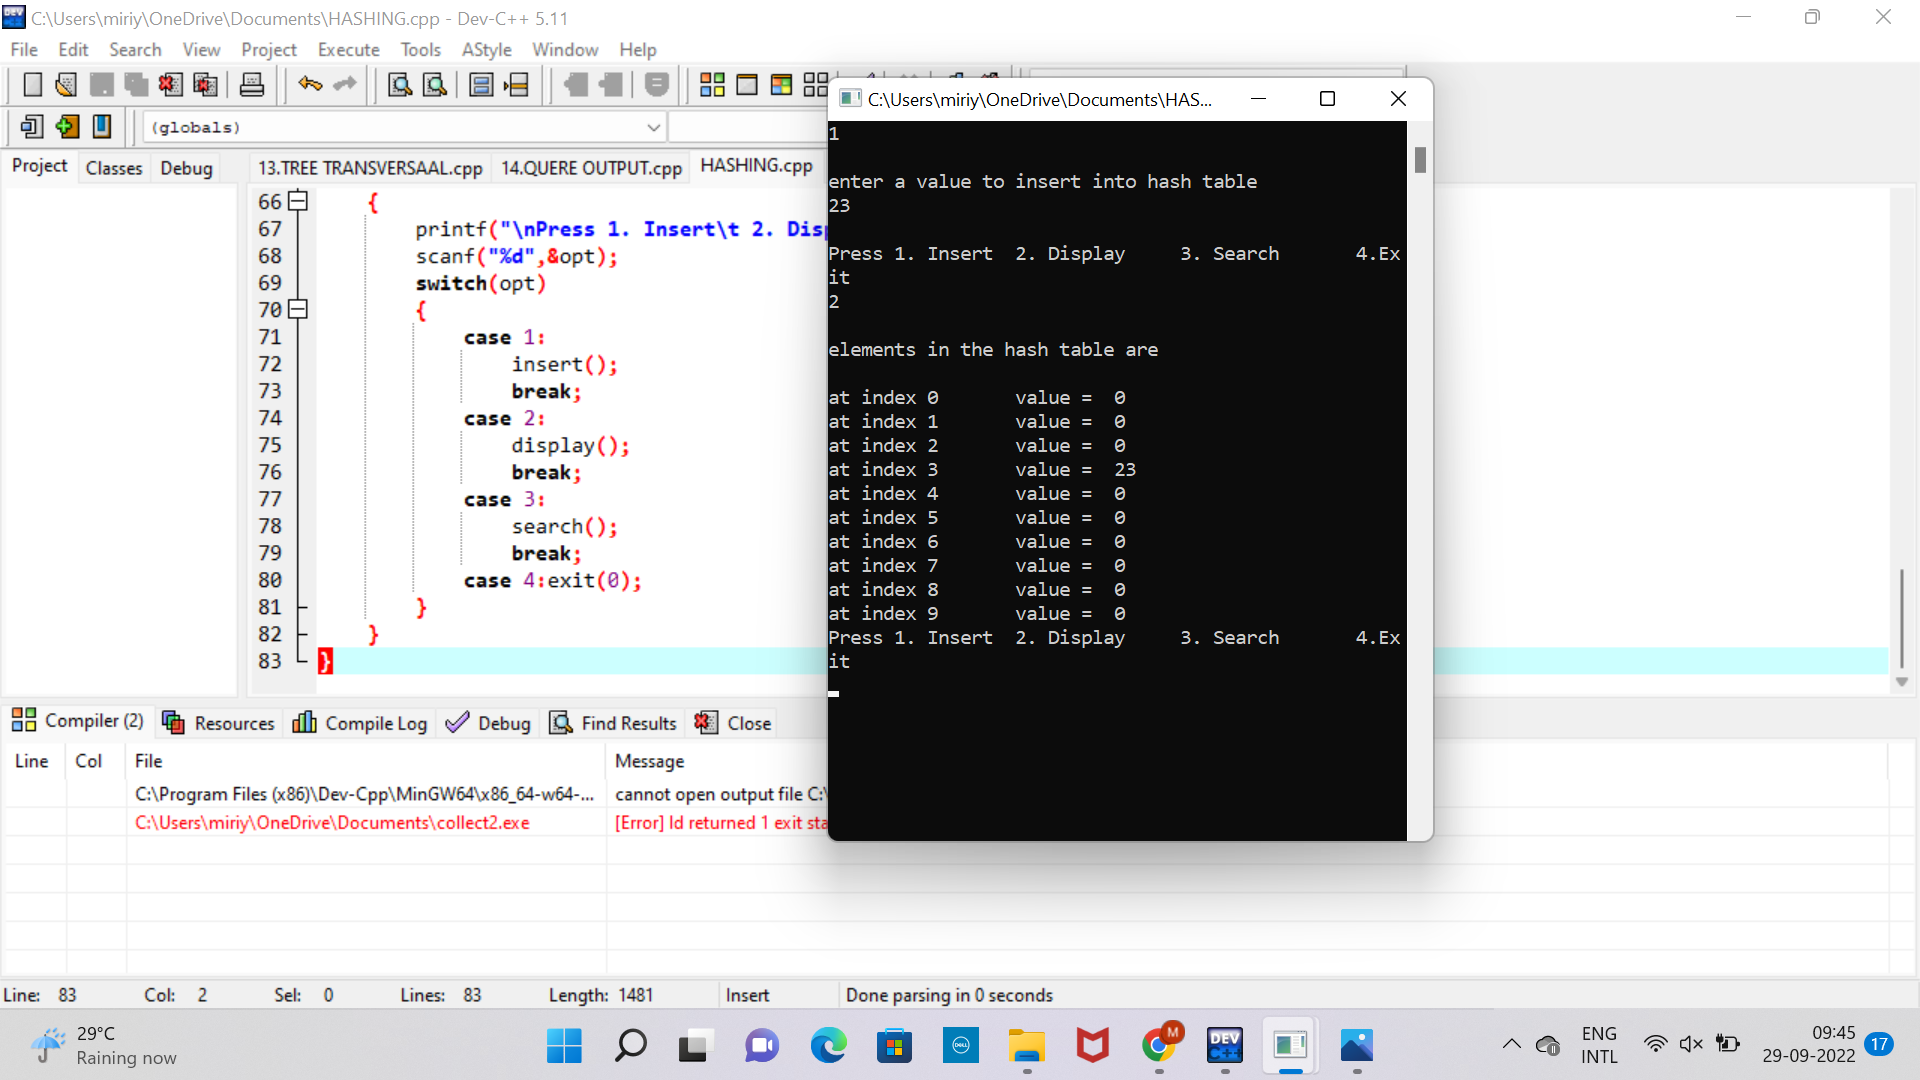 C:\Users\miriy\OneDrive\Documents\HASHING.cpp - Dev-C++ 5.11
File Edit Search View Project Execute Tools AStyle Window Help
(globals)
Project Classes Debug
13.TREE TRANSVERSAAL.cpp 14.QUERE OUTPUT.cpp HASHING.cpp
66 {
67 printf("\nPress 1. Insert\t 2. Dis
68 scanf("%d",&opt);
69 switch(opt)
70 {
71 case 1:
72 insert();
73 break;
74 case 2:
75 display();
76 break;
77 case 3:
78 search();
79 break;
80 case 4:exit(0);
81 }
82 }
83 }
C:\Users\miriy\OneDrive\Documents\HAS...
1
enter a value to insert into hash table
23
Press 1. Insert 2. Display 3. Search 4.Ex
it
2
elements in the hash table are
at index 0 value = 0
at index 1 value = 0
at index 2 value = 0
at index 3 value = 23
at index 4 value = 0
at index 5 value = 0
at index 6 value = 0
at index 7 value = 0
at index 8 value = 0
at index 9 value = 0
Press 1. Insert 2. Display 3. Search 4.Ex
it
Compiler (2) Resources Compile Log Debug Find Results Close
Line Col File Message
C:\Program Files (x86)\Dev-Cpp\MinGW64\x86_64-w64-... cannot open output file C:\
C:\Users\miriy\OneDrive\Documents\collect2.exe [Error] ld returned 1 exit sta
Line: 83 Col: 2 Sel: 0 Lines: 83 Length: 1481 Insert Done parsing in 0 seconds
29°C
Raining now
DELL
M
DEV
C++
ENG
INTL
09:45
29-09-2022
17